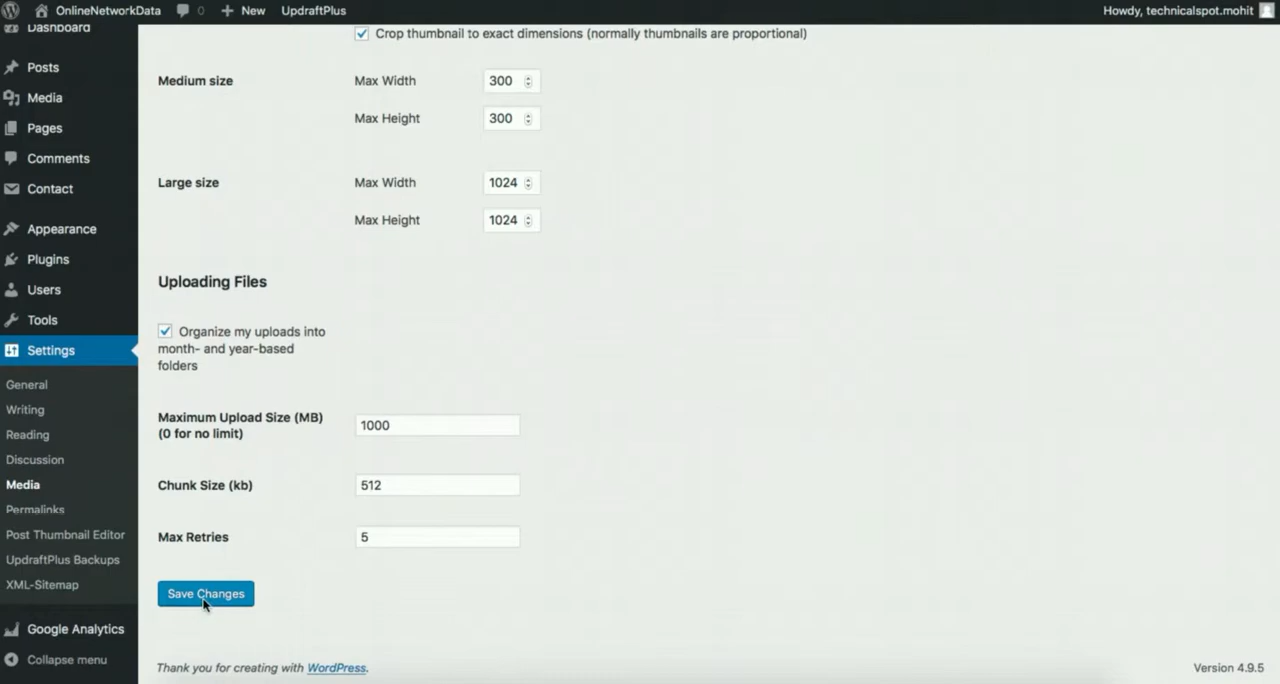 OnlineNetworkData 0 New UpdraftPlus Howdy, technicalspot.mohit
Dashboard
Posts
Media
Pages
Comments
Contact
Appearance
Plugins
Users
Tools
Settings
General
Writing
Reading
Discussion
Media
Permalinks
Post Thumbnail Editor
UpdraftPlus Backups
XML-Sitemap
Google Analytics
Collapse menu
Crop thumbnail to exact dimensions (normally thumbnails are proportional)
Medium size Max Width 300
Max Height 300
Large size Max Width 1024
Max Height 1024
Uploading Files
Organize my uploads into
month- and year-based
folders
Maximum Upload Size (MB)
(0 for no limit) 1000
Chunk Size (kb) 512
Max Retries 5
Save Changes
Thank you for creating with WordPress. Version 4.9.5